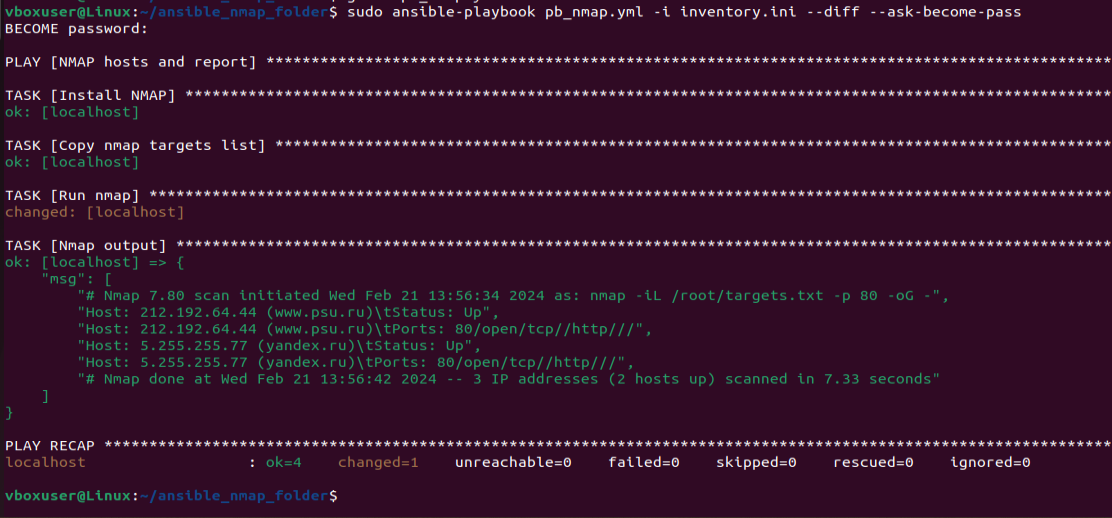 vboxuser@Linux:~/ansible_nmap_folder$ sudo ansible-playbook pb_nmap.yml -i inventory.ini --diff --ask-become-pass
BECOME password:
PLAY [NMAP hosts and report] *********************************************************************************************
TASK [Install NMAP] ******************************************************************************************************
ok: [localhost]
TASK [Copy nmap targets list] ********************************************************************************************
ok: [localhost]
TASK [Run nmap] **********************************************************************************************************
changed: [localhost]
TASK [Nmap output] *******************************************************************************************************
ok: [localhost] => {
    "msg": [
        "# Nmap 7.80 scan initiated Wed Feb 21 13:56:34 2024 as: nmap -iL /root/targets.txt -p 80 -oG -",
        "Host: 212.192.64.44 (www.psu.ru)\tStatus: Up",
        "Host: 212.192.64.44 (www.psu.ru)\tPorts: 80/open/tcp//http///",
        "Host: 5.255.255.77 (yandex.ru)\tStatus: Up",
        "Host: 5.255.255.77 (yandex.ru)\tPorts: 80/open/tcp//http///",
        "# Nmap done at Wed Feb 21 13:56:42 2024 -- 3 IP addresses (2 hosts up) scanned in 7.33 seconds"
    ]
}
PLAY RECAP ***************************************************************************************************************
localhost                  : ok=4    changed=1    unreachable=0    failed=0    skipped=0    rescued=0    ignored=0
vboxuser@Linux:~/ansible_nmap_folder$